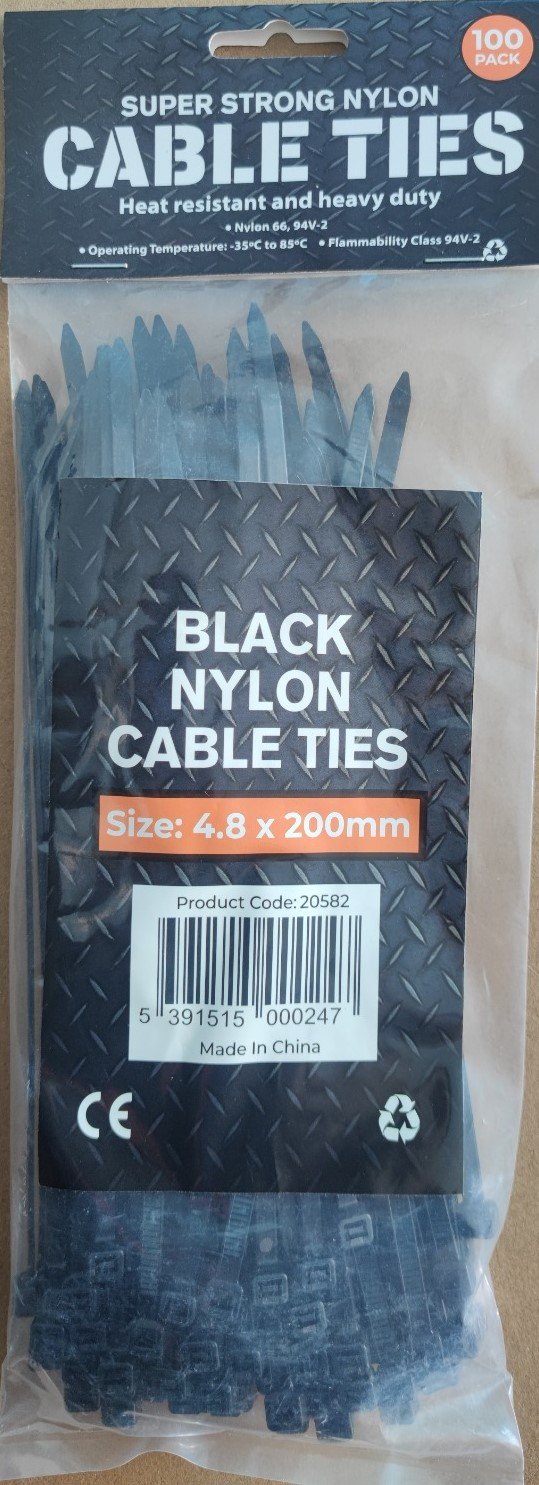 100
PACK
SUPER STRONG NYLON
CABLE TIES
Heat resistant and heavy duty
• Nylon 66, 94V-2
• Operating Temperature: -35ºC to 85ºC • Flammability Class 94V-2
BLACK
NYLON
CABLE TIES
Size: 4.8 x 200mm
Product Code: 20582
5 391515 000247
Made In China
CE